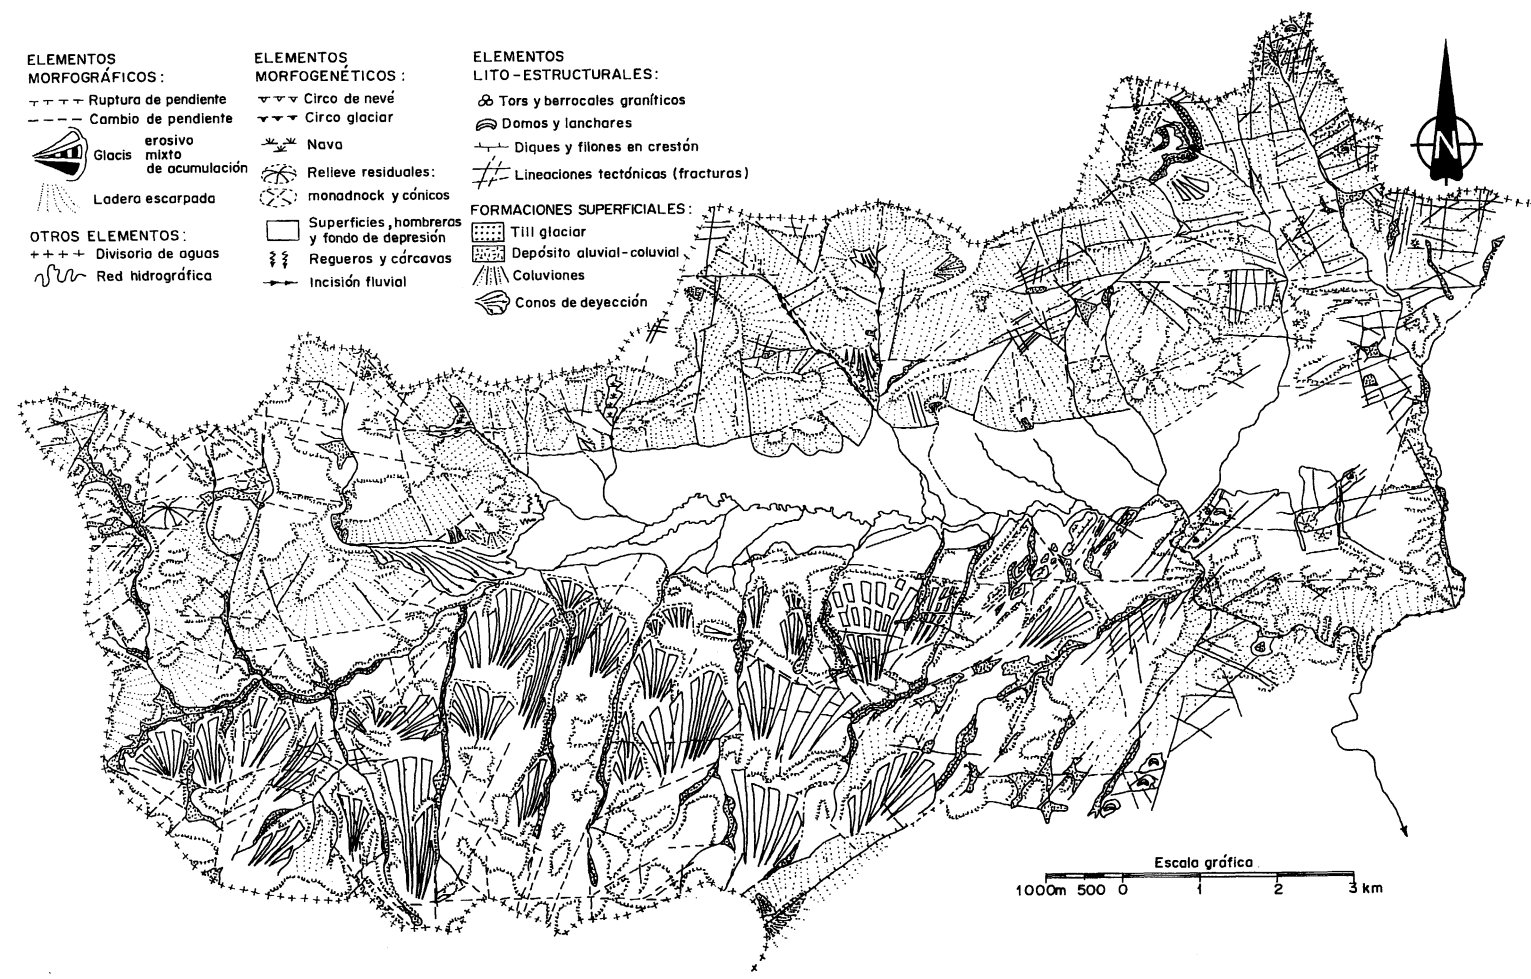 ELEMENTOS
MORFOGRÁFICOS:
Ruptura de pendiente
Cambio de pendiente
Glacis
erosivo
mixto
de acumulación
Ladera escarpada
OTROS ELEMENTOS:
Divisoria de aguas
Red hidrográfica
ELEMENTOS
MORFOGENÉTICOS:
Circo de nevé
Circo glaciar
Nava
Relieve residuales:
monadnock y cónicos
Superficies, hombreras
y fondo de depresión
Regueros y cárcavas
Incisión fluvial
ELEMENTOS
LITO-ESTRUCTURALES:
Tors y berrocales graníticos
Domos y lanchares
Diques y filones en crestón
Lineaciones tectónicas (fracturas)
FORMACIONES SUPERFICIALES:
Till glaciar
Depósito aluvial-coluvial
Coluviones
Conos de deyección
N
Escala gráfica
1000m 500 0 1 2 3 km